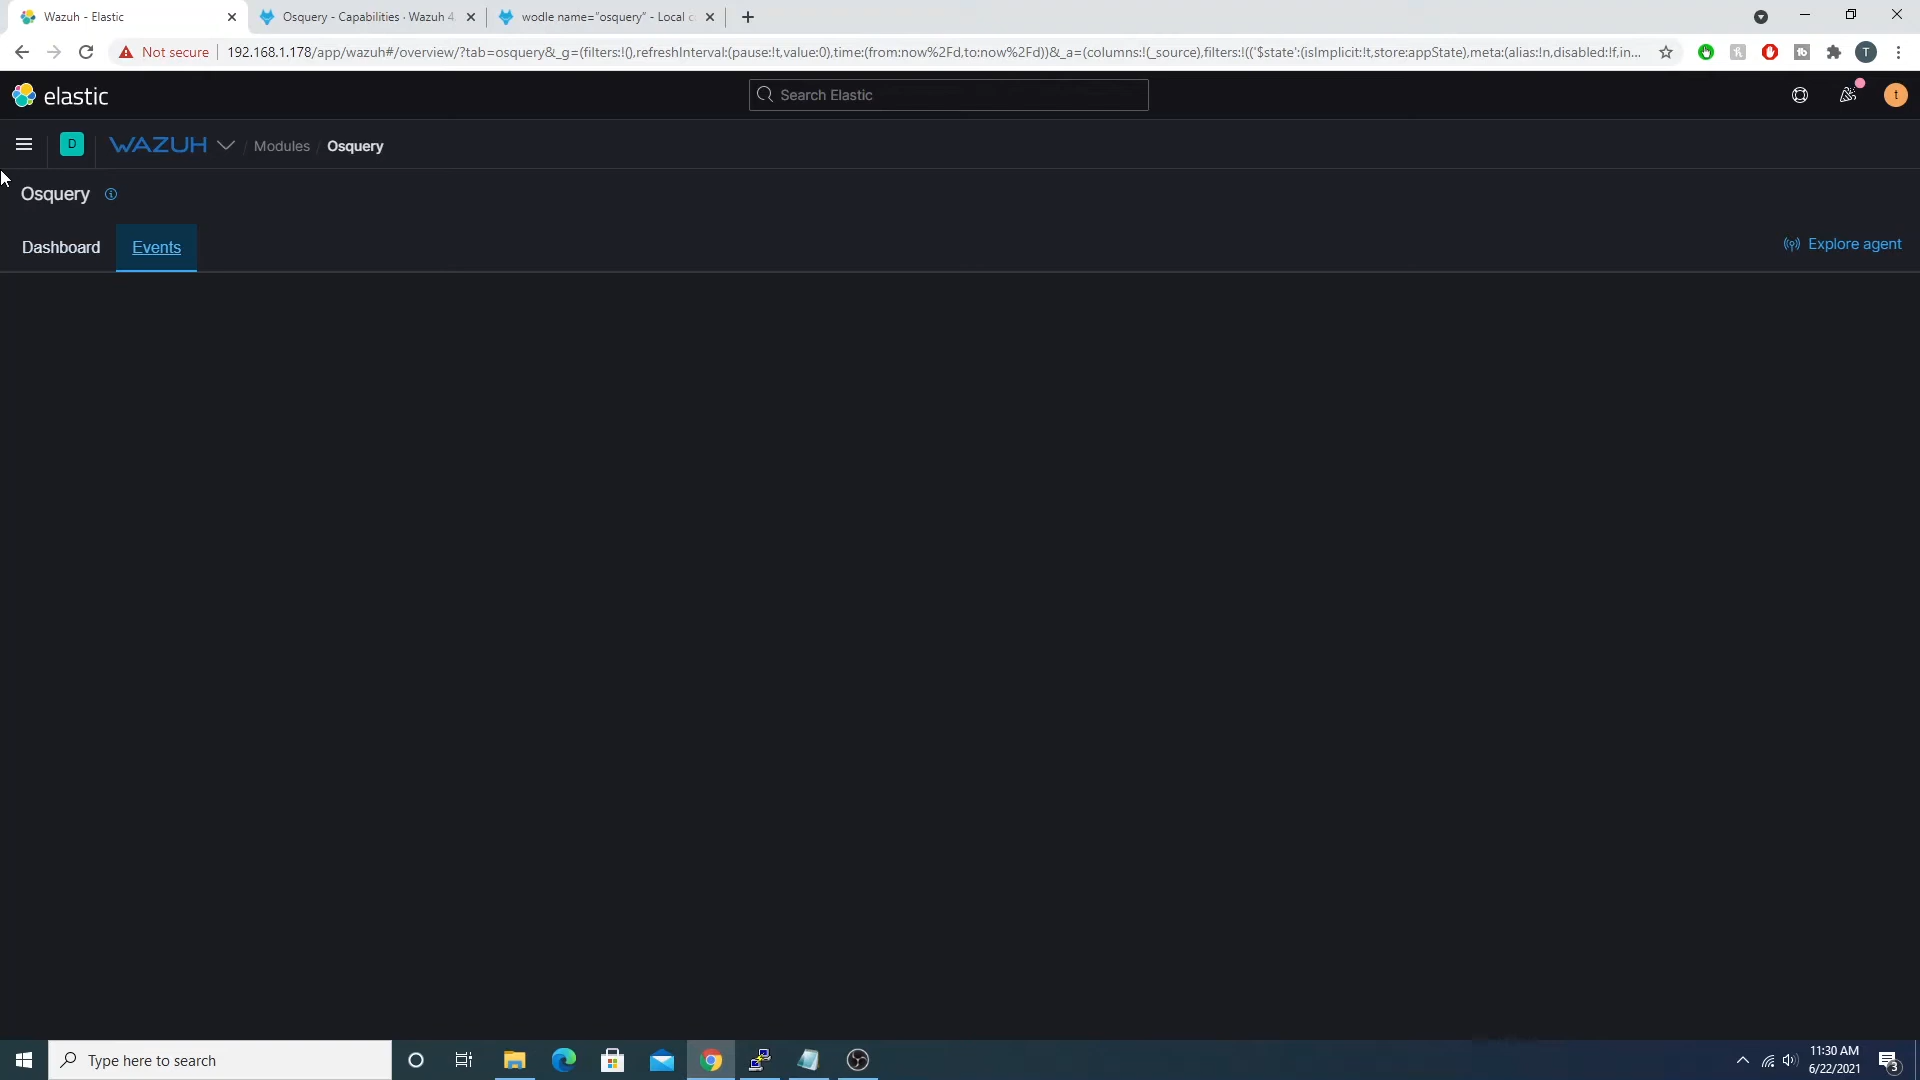 Wazuh - Elastic
Osquery - Capabilities · Wazuh 4.
wodle name="osquery" - Local c
Not secure
192.168.1.178/app/wazuh#/overview/?tab=osquery&_g=(filters:!(),refreshInterval:(pause:!t,value:0),time:(from:now%2Fd,to:now%2Fd))&_a=(columns:!(_source),filters:!(('$state':(isImplicit:!t,store:appState),meta:(alias:!n,disabled:!f,in...
T
elastic
Search Elastic
t
D
WAZUH / Modules / Osquery
Osquery
Dashboard
Events
Explore agent
Type here to search
11:30 AM
6/22/2021
3